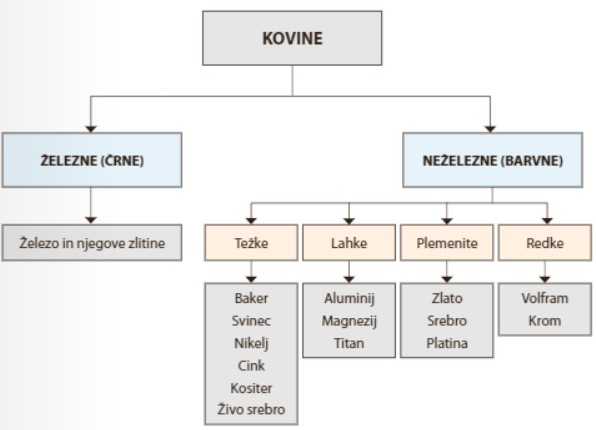 KOVINE
ŽELEZNE (ČRNE)
NEŽELEZNE (BARVNE)
Železo in njegove zlitine
Težke
Lahke
Plemenite
Redke
Baker
Svinec
Nikelj
Cink
Kositer
Živo srebro
Aluminij
Magnezij
Titan
Zlato
Srebro
Platina
Volfram
Krom